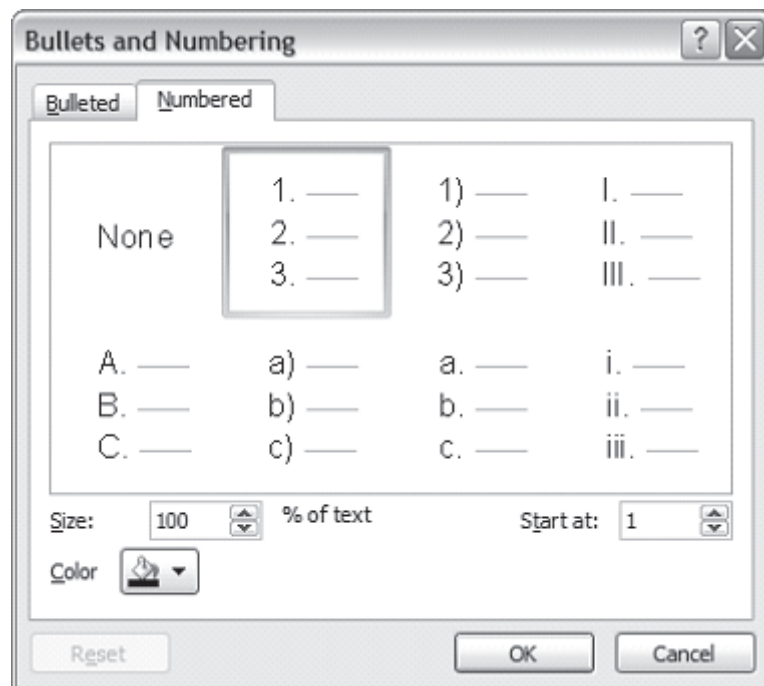 Bullets and Numbering
Bulleted Numbered
None
1.
2.
3.
1)
2)
3)
I.
II.
III.
A.
B.
C.
a)
b)
c)
a.
b.
c.
i.
ii.
iii.
Size: 100 % of text Start at: 1
Color
Reset OK Cancel